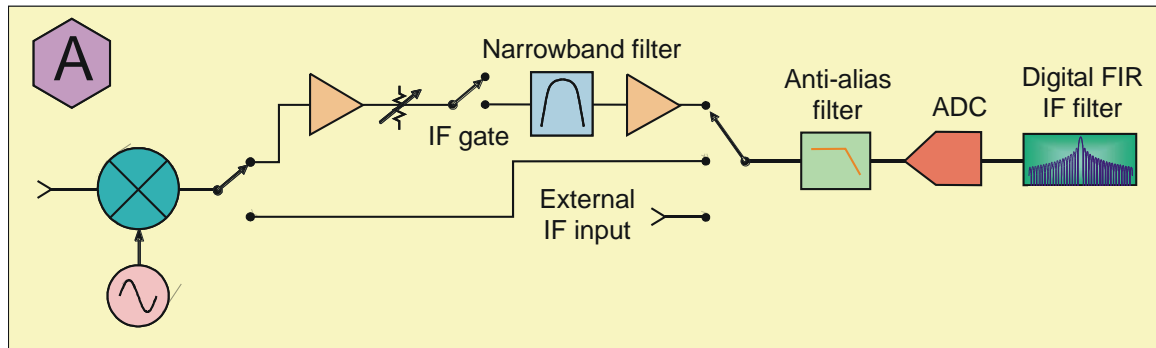 A
Narrowband filter
IF gate
External
IF input
Anti-alias
filter
ADC
Digital FIR
IF filter